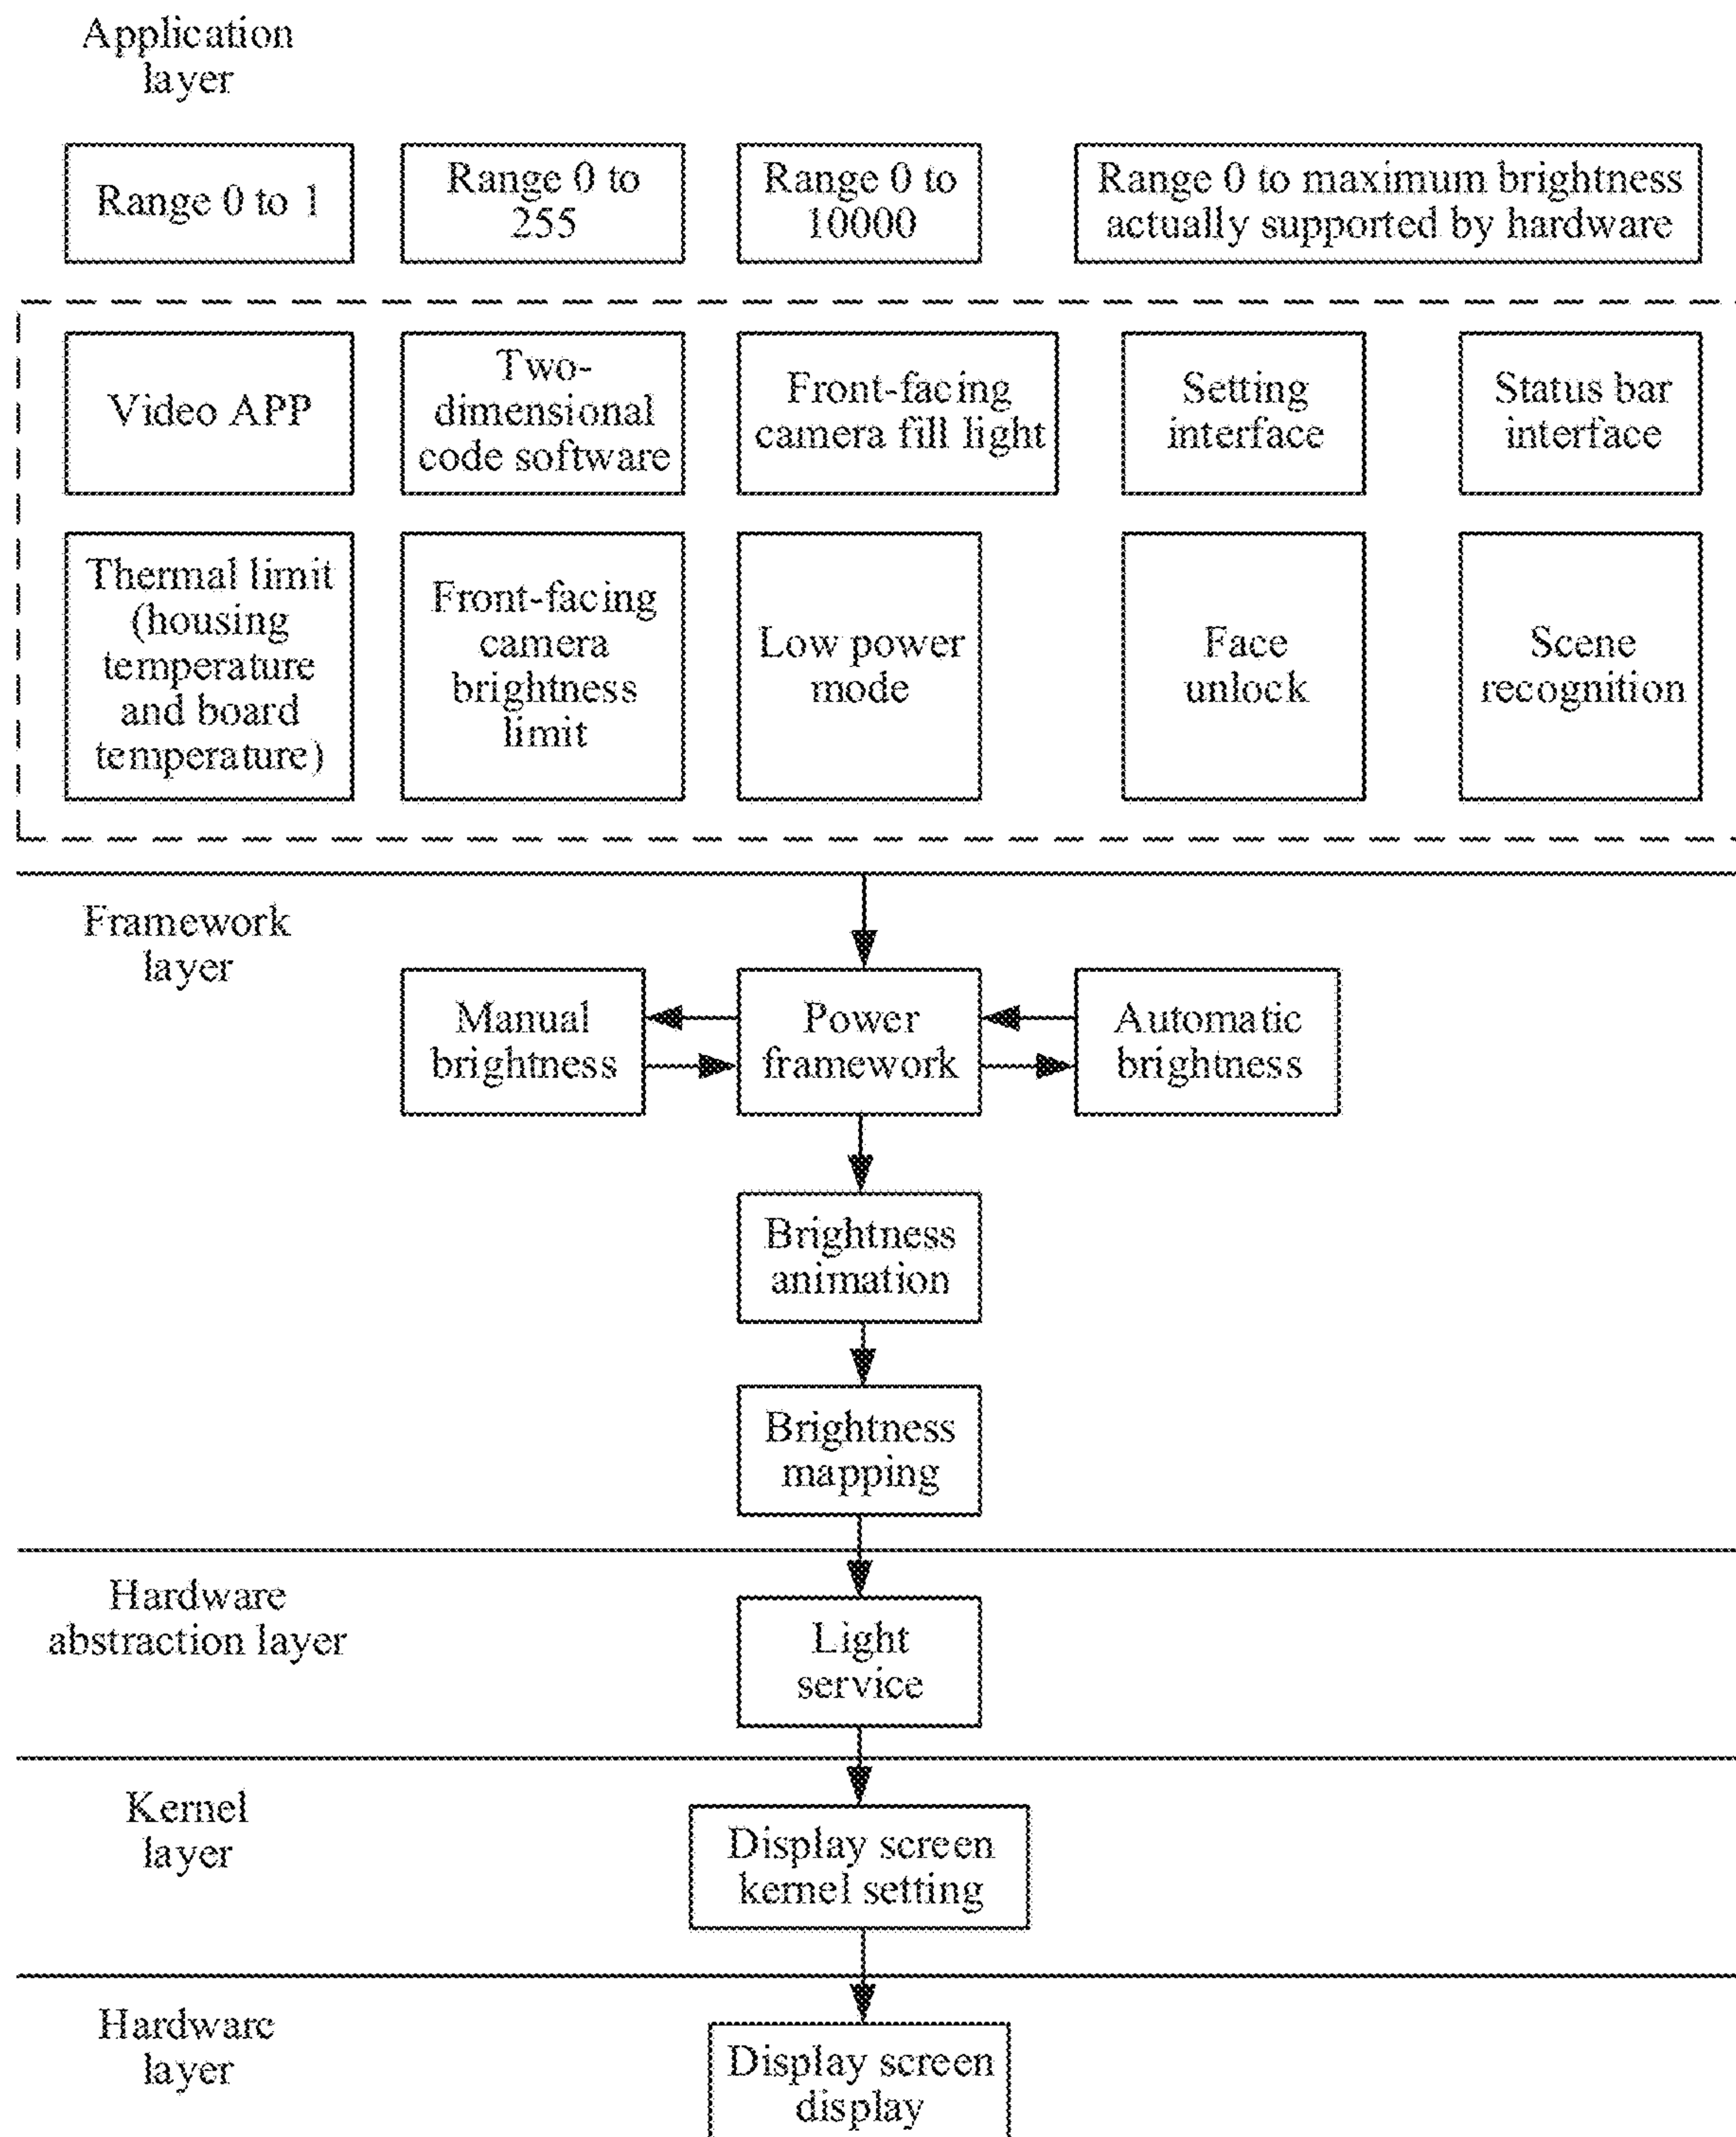 Application
layer
Range 0 to 1
Range 0 to
255
Range 0 to
10000
Range 0 to maximum brightness
actually supported by hardware
Video APP
Two-
dimensional
code software
Front-facing
camera fill light
Setting
interface
Status bar
interface
Thermal limit
(housing
temperature
and board
temperature)
Front-facing
camera
brightness
limit
Low power
mode
Face
unlock
Scene
recognition
Framework
layer
Manual
brightness
Power
framework
Automatic
brightness
Brightness
animation
Brightness
mapping
Hardware
abstraction layer
Light
service
Kernel
layer
Display screen
kernel setting
Hardware
layer
Display screen
display